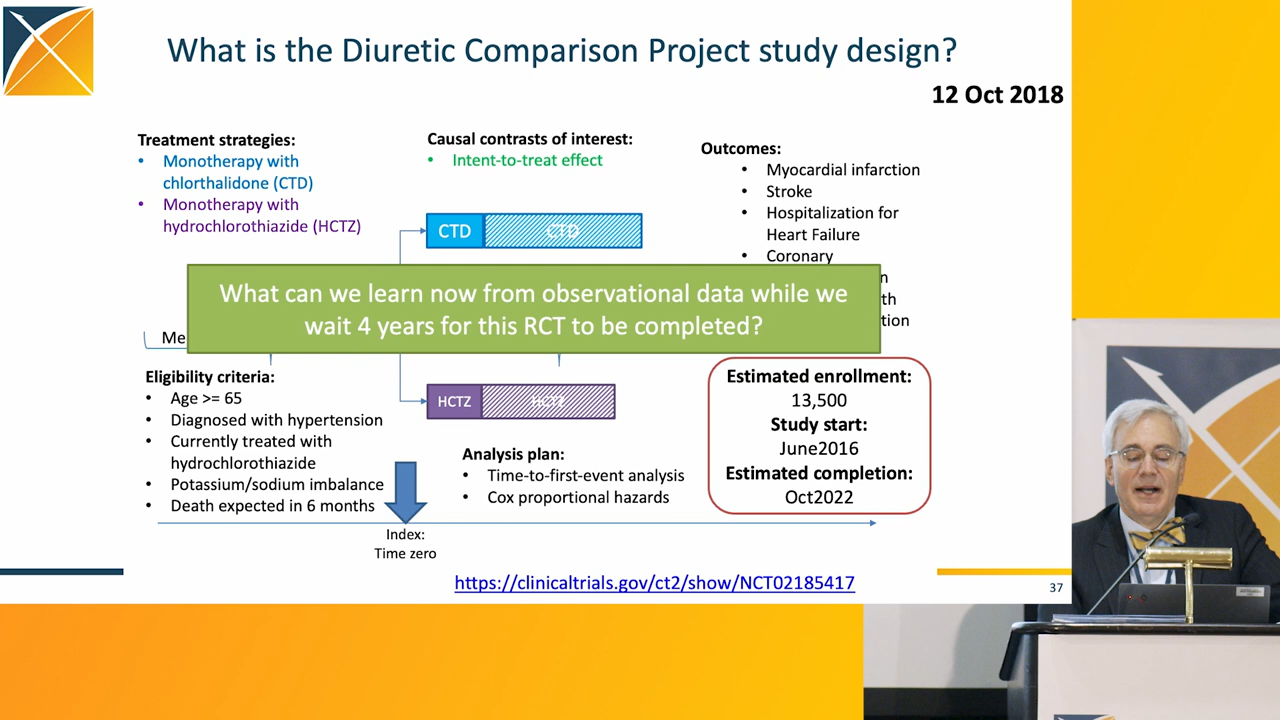 What is the Diuretic Comparison Project study design?
12 Oct 2018
Treatment strategies:
• Monotherapy with
chlorthalidone (CTD)
• Monotherapy with
hydrochlorothiazide (HCTZ)
Causal contrasts of interest:
• Intent-to-treat effect
Outcomes:
• Myocardial infarction
• Stroke
• Hospitalization for
Heart Failure
• Coronary
n
th
tion
CTD
CTD
What can we learn now from observational data while we
wait 4 years for this RCT to be completed?
Me
HCTZ
HCTZ
Eligibility criteria:
• Age >= 65
• Diagnosed with hypertension
• Currently treated with
hydrochlorothiazide
• Potassium/sodium imbalance
• Death expected in 6 months
Analysis plan:
• Time-to-first-event analysis
• Cox proportional hazards
Estimated enrollment:
13,500
Study start:
June2016
Estimated completion:
Oct2022
Index:
Time zero
https://clinicaltrials.gov/ct2/show/NCT02185417
37